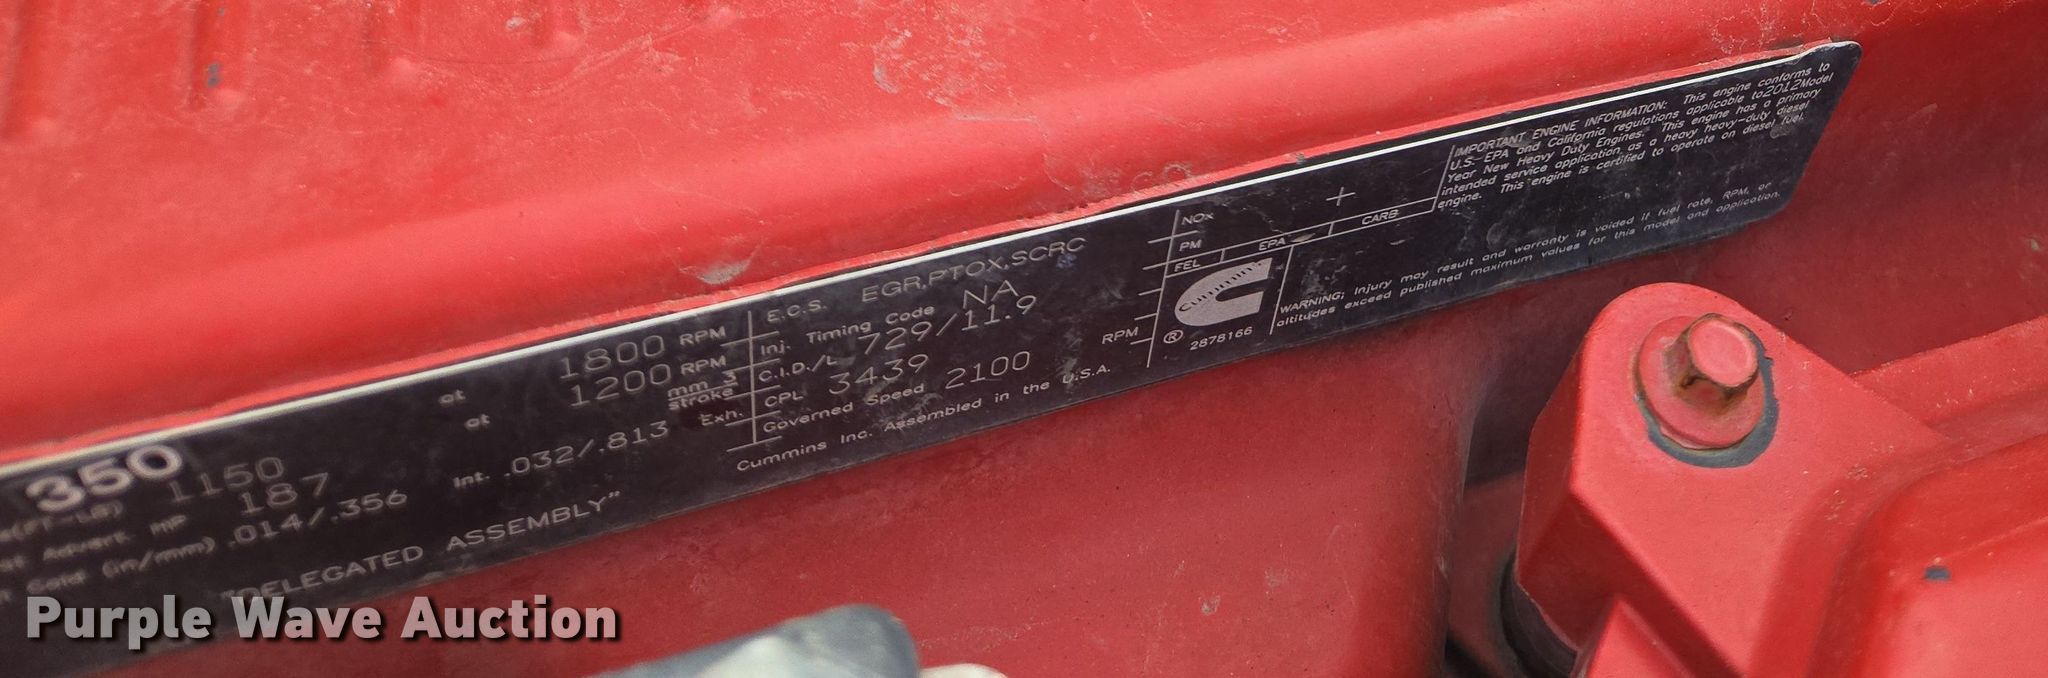 350 at 1800 RPM
(FT-LB) 1150 at 1200 RPM
at Advert. HP 187 mm 3 stroke
Cold (in/mm) .014/.356 Int. .032/.813 Exh.
"DELEGATED ASSEMBLY"
E.C.S. EGR,PTOX,SCRC
Inj. Timing Code NA
C.I.D./L 729/11.9
CPL 3439
Governed Speed 2100 RPM
Cummins Inc. Assembled in the U.S.A.
NOx
PM
FEL EPA CARB
Cummins
® 2878166
IMPORTANT ENGINE INFORMATION: This engine conforms to
U.S. EPA and California regulations applicable to2012Model
Year New Heavy Duty Engines. This engine has a primary
intended service application as a heavy heavy-duty diesel
engine. This engine is certified to operate on diesel fuel.
WARNING; Injury may result and warranty is voided if fuel rate, RPM, or
altitudes exceed published maximum values for this model and application.
Purple Wave Auction